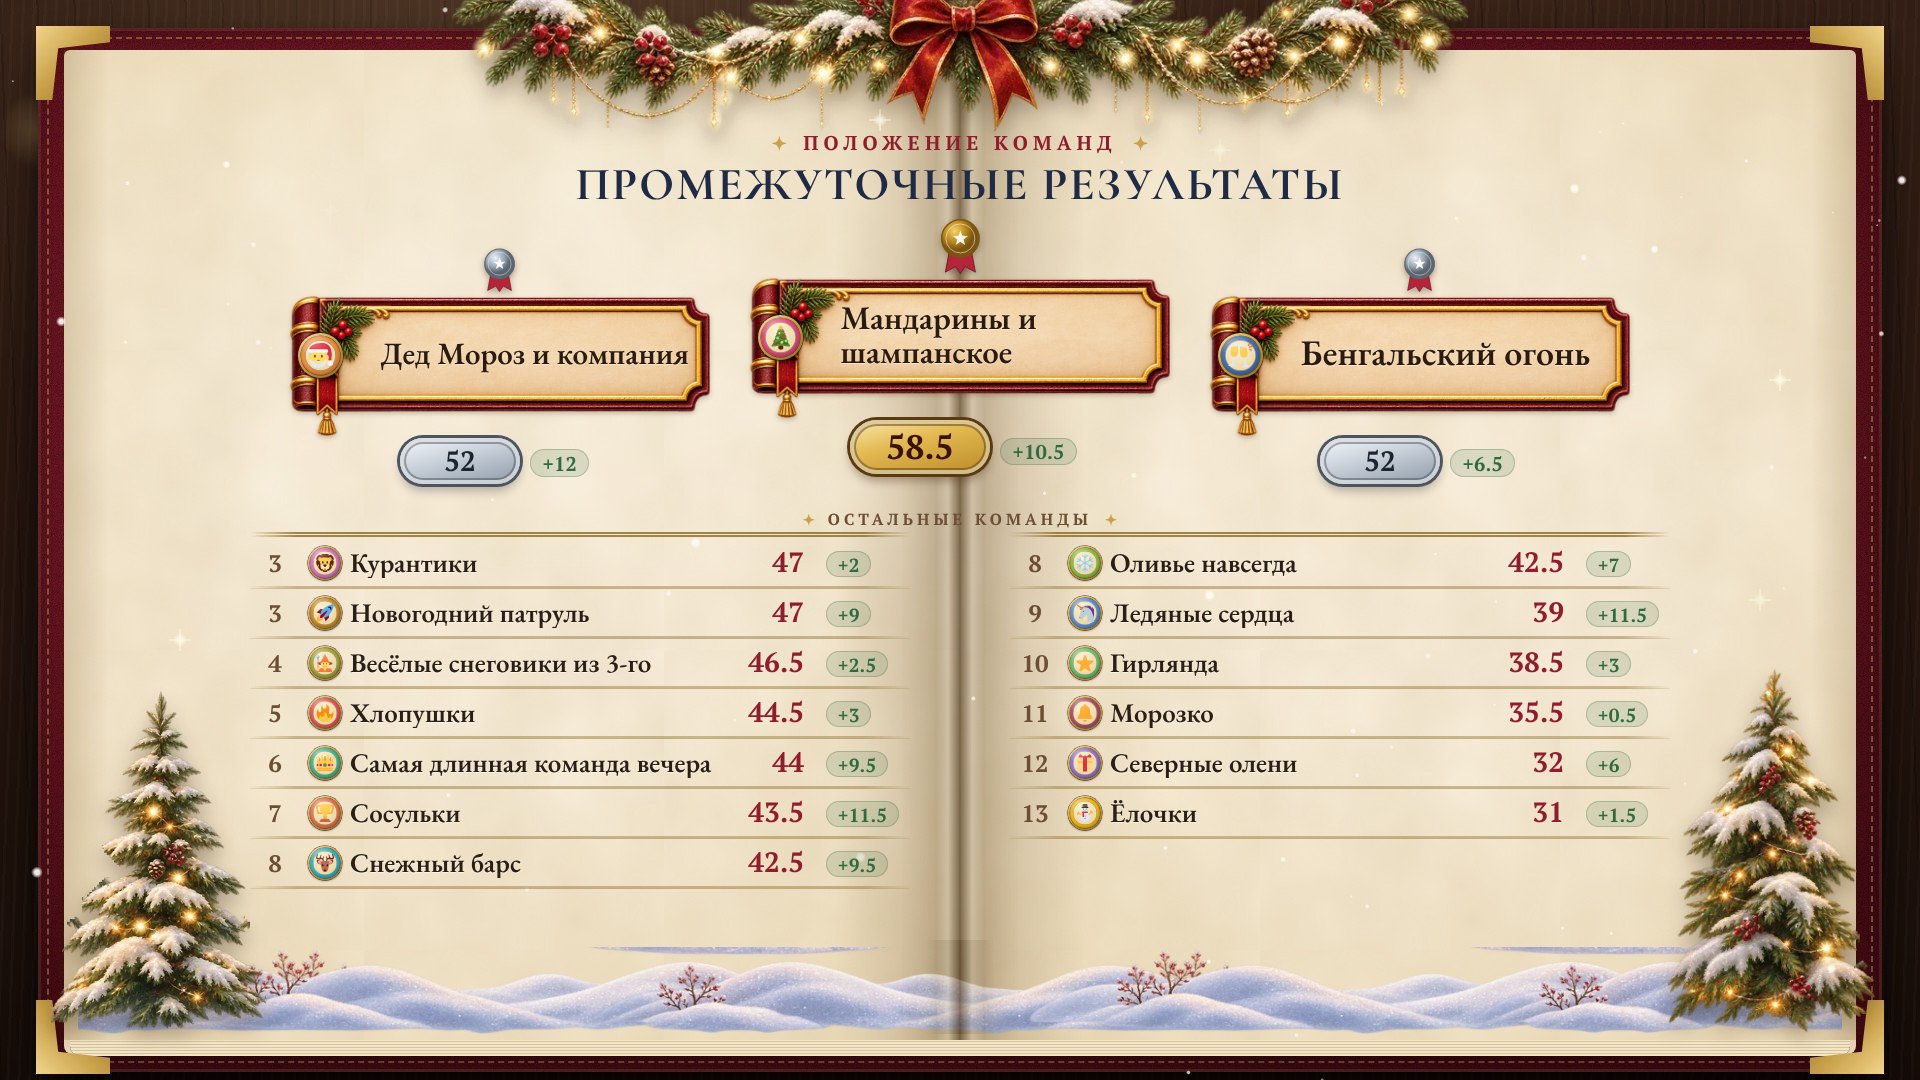 ПОЛОЖЕНИЕ КОМАНД
ПРОМЕЖУТОЧНЫЕ РЕЗУЛЬТАТЫ
Дед Мороз и компания
52 +12
Мандарины и
шампанское
58.5 +10.5
Бенгальский огонь
52 +6.5
ОСТАЛЬНЫЕ КОМАНДЫ
3 Курантики 47 +2
3 Новогодний патруль 47 +9
4 Весёлые снеговики из 3-го 46.5 +2.5
5 Хлопушки 44.5 +3
6 Самая длинная команда вечера 44 +9.5
7 Сосульки 43.5 +11.5
8 Снежный барс 42.5 +9.5
8 Оливье навсегда 42.5 +7
9 Ледяные сердца 39 +11.5
10 Гирлянда 38.5 +3
11 Морозко 35.5 +0.5
12 Северные олени 32 +6
13 Ёлочки 31 +1.5